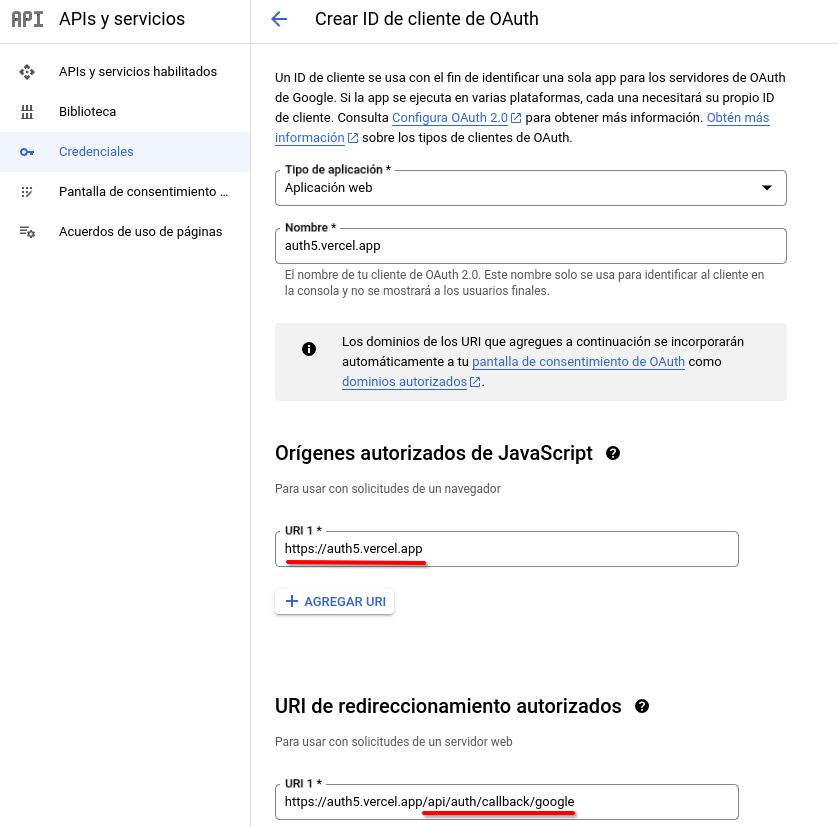 API APIs y servicios
Crear ID de cliente de OAuth
APIs y servicios habilitados
Biblioteca
Credenciales
Pantalla de consentimiento ...
Acuerdos de uso de páginas
Un ID de cliente se usa con el fin de identificar una sola app para los servidores de OAuth
de Google. Si la app se ejecuta en varias plataformas, cada una necesitará su propio ID
de cliente. Consulta Configura OAuth 2.0 para obtener más información. Obtén más
información sobre los tipos de clientes de OAuth.
Tipo de aplicación *
Aplicación web
Nombre *
auth5.vercel.app
El nombre de tu cliente de OAuth 2.0. Este nombre solo se usa para identificar al cliente en
la consola y no se mostrará a los usuarios finales.
Los dominios de los URI que agregues a continuación se incorporarán
automáticamente a tu pantalla de consentimiento de OAuth como
dominios autorizados.
Orígenes autorizados de JavaScript
Para usar con solicitudes de un navegador
URI 1 *
https://auth5.vercel.app
AGREGAR URI
URI de redireccionamiento autorizados
Para usar con solicitudes de un servidor web
URI 1 *
https://auth5.vercel.app/api/auth/callback/google